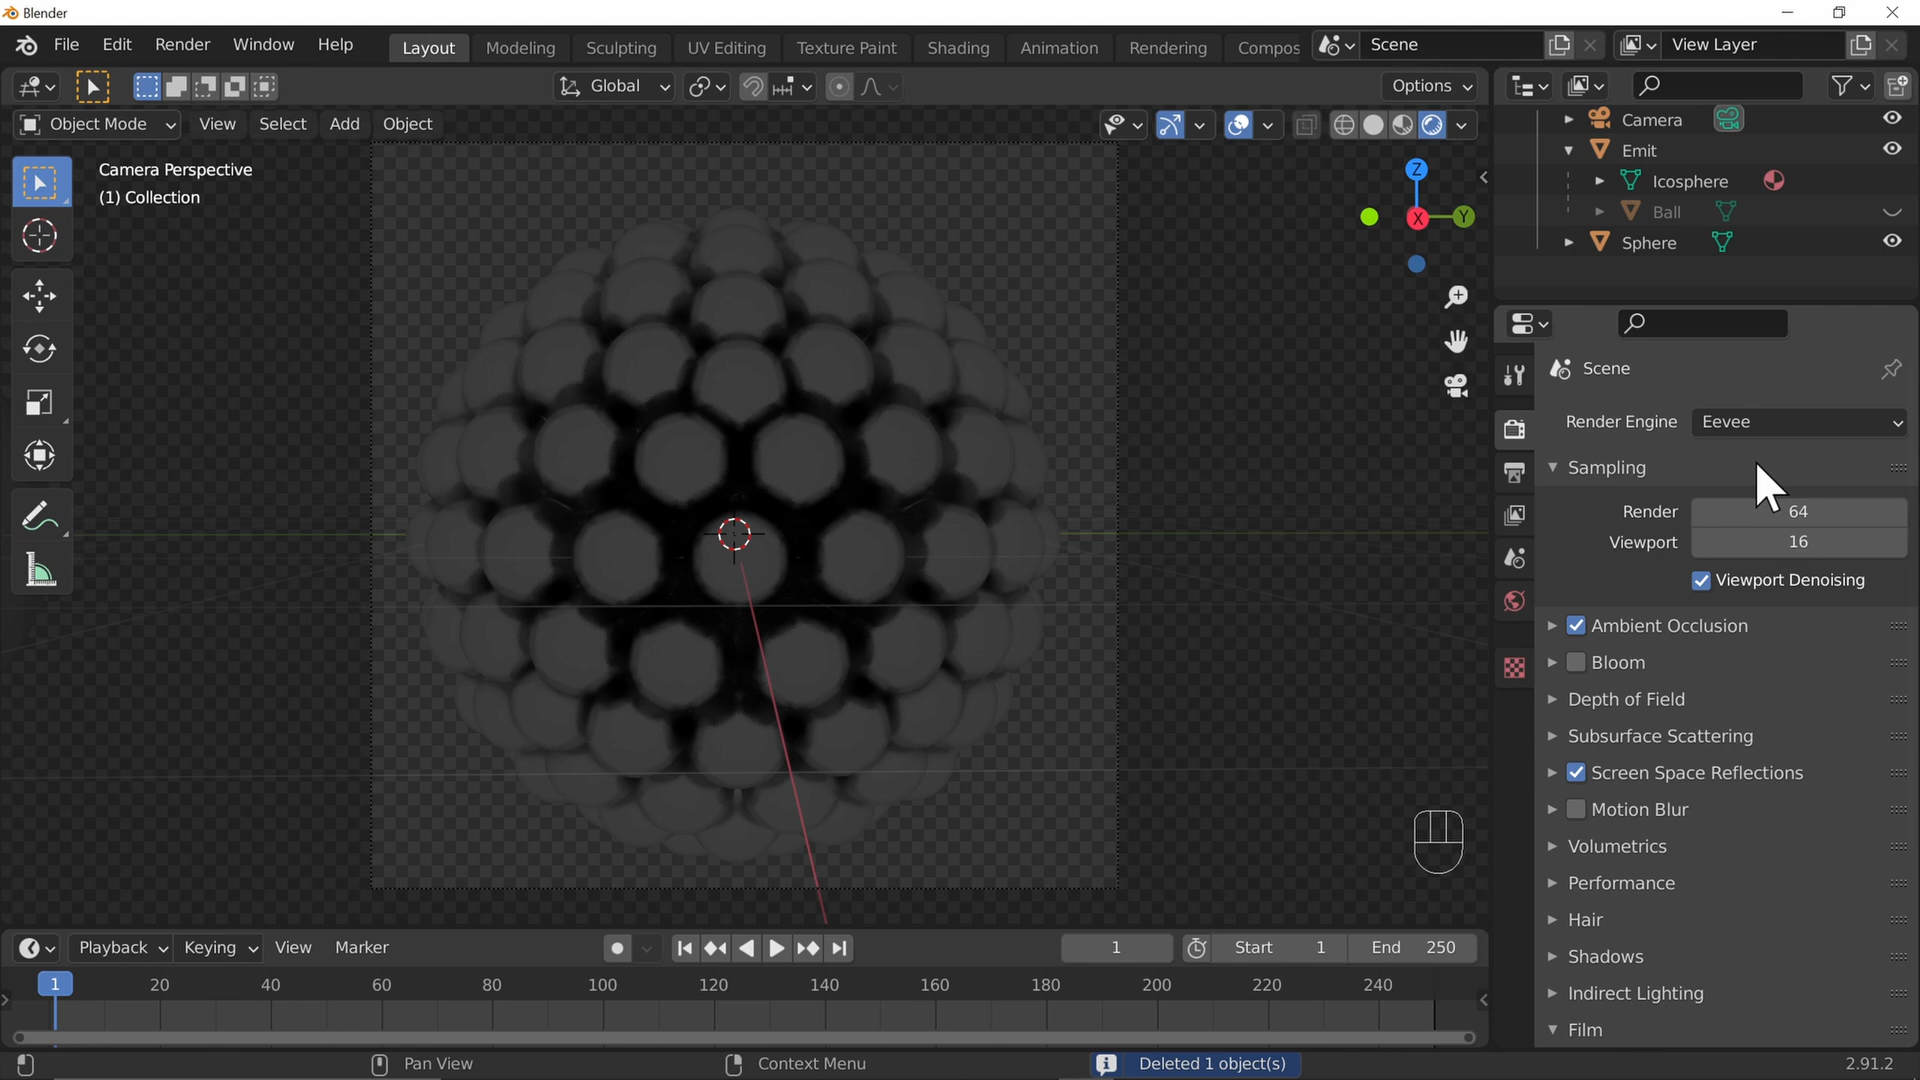 Blender
File Edit Render Window Help Layout Modeling Sculpting UV Editing Texture Paint Shading Animation Rendering Compos Scene View Layer
Global Options
Object Mode View Select Add Object
Camera Perspective
(1) Collection
Z
X
Y
Camera
Emit
Icosphere
Ball
Sphere
Scene
Render Engine Eevee
Sampling
Render 64
Viewport 16
Viewport Denoising
Ambient Occlusion
Bloom
Depth of Field
Subsurface Scattering
Screen Space Reflections
Motion Blur
Volumetrics
Performance
Hair
Shadows
Indirect Lighting
Film
Playback Keying View Marker 1 Start 1 End 250
1 20 40 60 80 100 120 140 160 180 200 220 240
Pan View Context Menu Deleted 1 object(s) 2.91.2